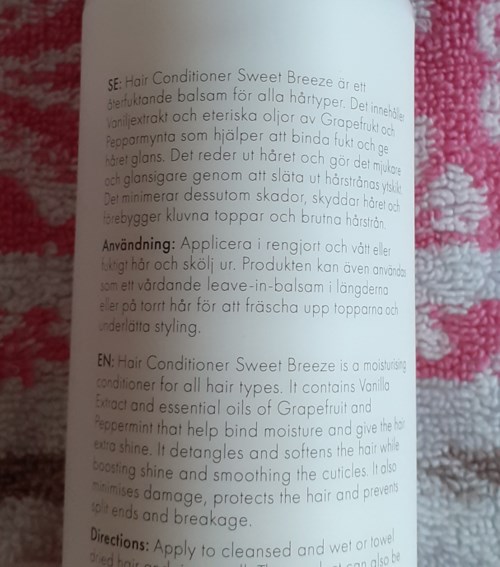 SE: Hair Conditioner Sweet Breeze är ett
återfuktande balsam för alla hårtyper. Det innehåller
Vaniljextrakt och eteriska oljor av Grapefrukt och
Pepparmynta som hjälper att binda fukt och ge
håret glans. Det reder ut håret och gör det mjukare
och glansigare genom att släta ut hårstrånas ytskikt.
Det minimerar dessutom skador, skyddar håret och
förebygger kluvna toppar och brutna hårstrån.
Användning: Applicera i rengjort och vått eller
fuktigt hår och skölj ur. Produkten kan även användas
som ett vårdande leave-in-balsam i längderna
eller på torrt hår för att fräscha upp topparna och
underlätta styling.
EN: Hair Conditioner Sweet Breeze is a moisturising
conditioner for all hair types. It contains Vanilla
Extract and essential oils of Grapefruit and
Peppermint that help bind moisture and give the hair
extra shine. It detangles and softens the hair while
boosting shine and smoothing the cuticles. It also
minimises damage, protects the hair and prevents
split ends and breakage.
Directions: Apply to cleansed and wet or towel
dried hair and can also be